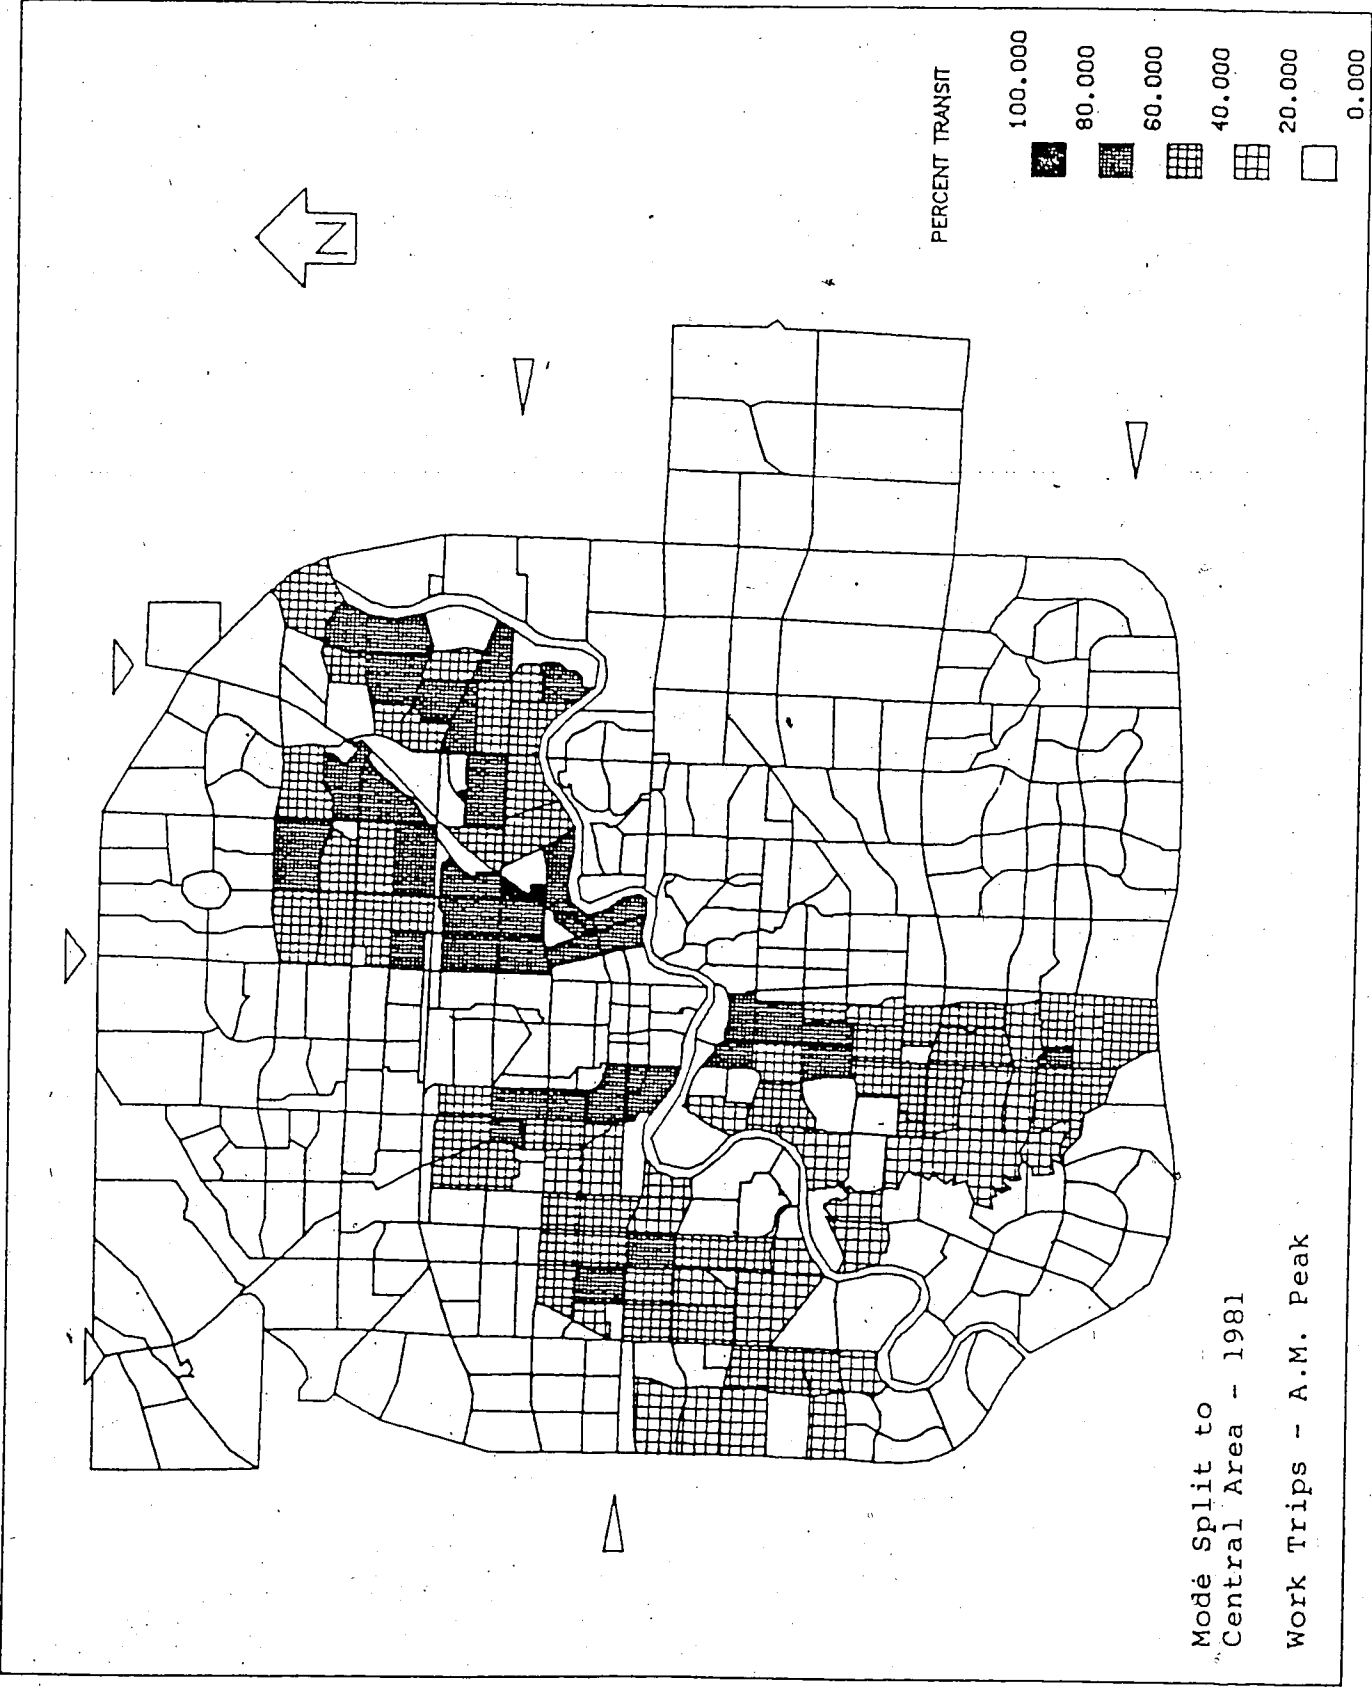 N
PERCENT TRANSIT
100.000
80.000
60.000
40.000
20.000
0.000
Mode Split to
Central Area - 1981
Work Trips - A.M. Peak